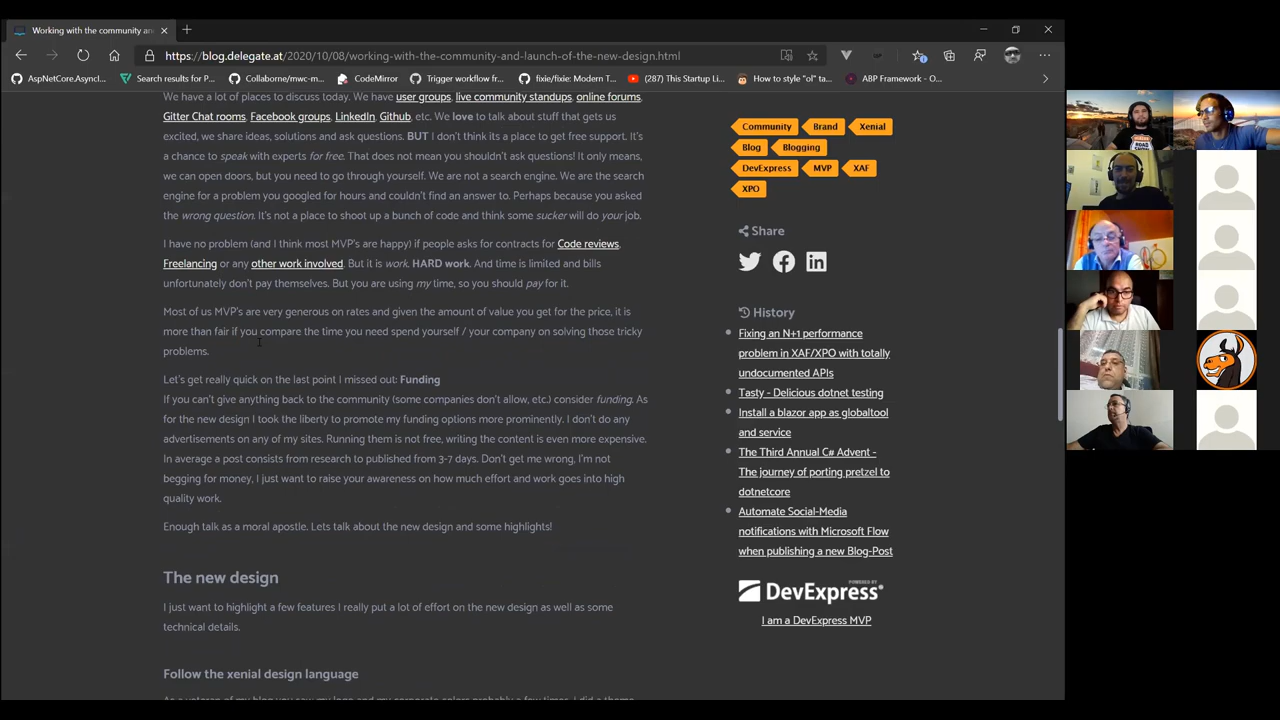 Working with the community an
https://blog.delegate.at/2020/10/08/working-with-the-community-and-launch-of-the-new-design.html
AspNetCore.AsyncI...
Search results for P...
Collaborne/mwc-m...
CodeMirror
Trigger workflow fr...
fixie/fixie: Modern T...
(287) This Startup Li...
How to style "ol" ta...
ABP Framework - O...
We have a lot of places to discuss today. We have user groups, live community standups, online forums,
Gitter Chat rooms, Facebook groups, LinkedIn, Github, etc. We love to talk about stuff that gets us
excited, we share ideas, solutions and ask questions. BUT I don't think its a place to get free support. It's
a chance to speak with experts for free. That does not mean you shouldn't ask questions! It only means,
we can open doors, but you need to go through yourself. We are not a search engine. We are the search
engine for a problem you googled for hours and couldn't find an answer to. Perhaps because you asked
the wrong question. It's not a place to shoot up a bunch of code and think some sucker will do your job.
I have no problem (and I think most MVP's are happy) if people asks for contracts for Code reviews,
Freelancing or any other work involved. But it is work. HARD work. And time is limited and bills
unfortunately don't pay themselves. But you are using my time, so you should pay for it.
Most of us MVP's are very generous on rates and given the amount of value you get for the price, it is
more than fair if you compare the time you need spend yourself / your company on solving those tricky
problems.
Let's get really quick on the last point I missed out: Funding
If you can't give anything back to the community (some companies don't allow, etc.) consider funding. As
for the new design I took the liberty to promote my funding options more prominently. I don't do any
advertisements on any of my sites. Running them is not free, writing the content is even more expensive.
In average a post consists from research to published from 3-7 days. Don't get me wrong, I'm not
begging for money, I just want to raise your awareness on how much effort and work goes into high
quality work.
Enough talk as a moral apostle. Lets talk about the new design and some highlights!
The new design
I just want to highlight a few features I really put a lot of effort on the new design as well as some
technical details.
Follow the xenial design language
Community Brand Xenial
Blog Blogging
DevExpress MVP XAF
XPO
Share
History
Fixing an N+1 performance
problem in XAF/XPO with totally
undocumented APIs
Tasty - Delicious dotnet testing
Install a blazor app as globaltool
and service
The Third Annual C# Advent -
The journey of porting pretzel to
dotnetcore
Automate Social-Media
notifications with Microsoft Flow
when publishing a new Blog-Post
POWERED BY
DevExpress
I am a DevExpress MVP